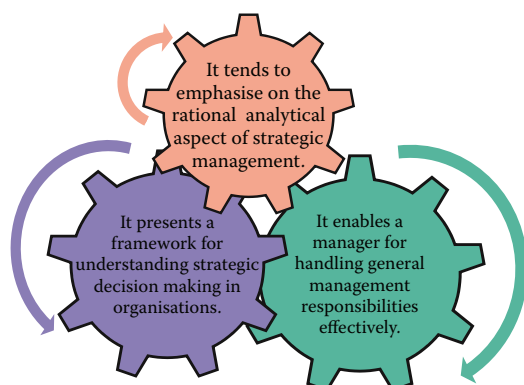 It tends to
emphasise on the
rational analytical
aspect of strategic
management.
It presents a
framework for
understanding strategic
decision making in
organisations.
It enables a
manager for
handling general
management
responsibilities
effectively.